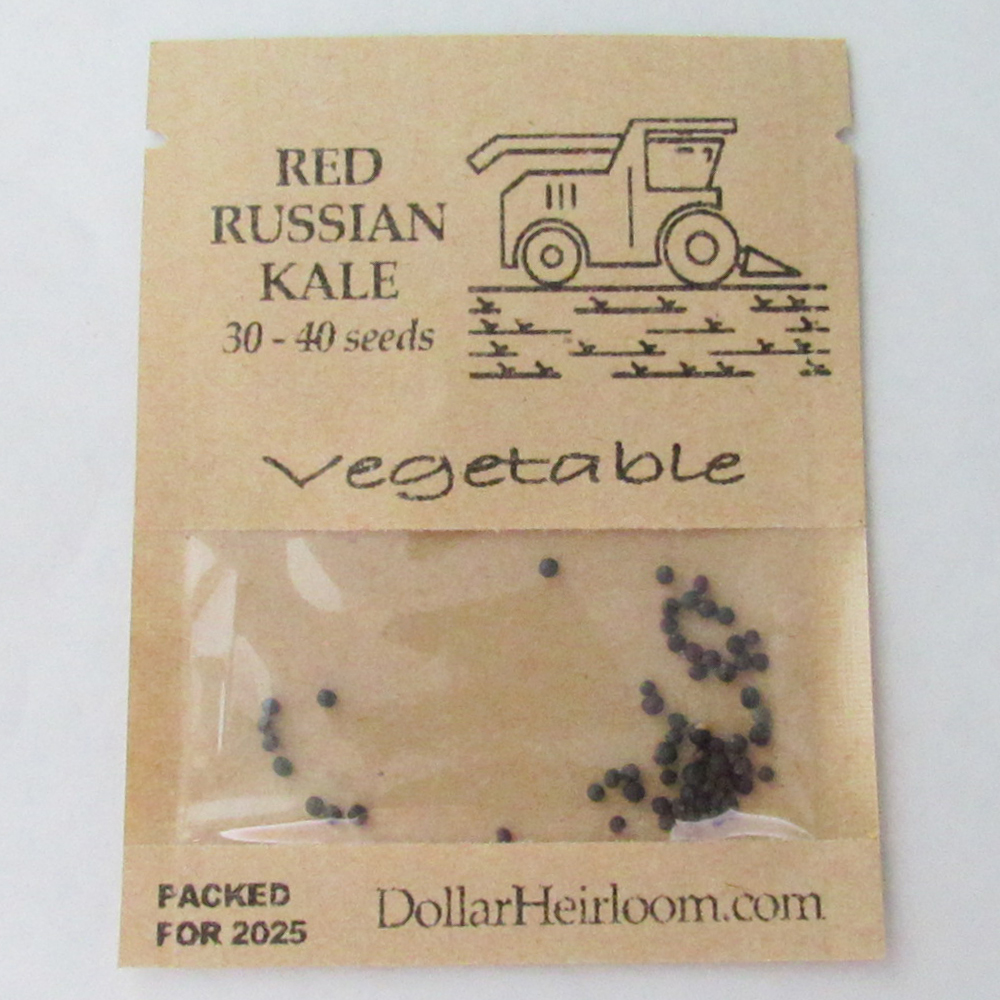 RED
RUSSIAN
KALE
30 - 40 seeds
Vegetable
PACKED
FOR 2025
DollarHeirloom.com